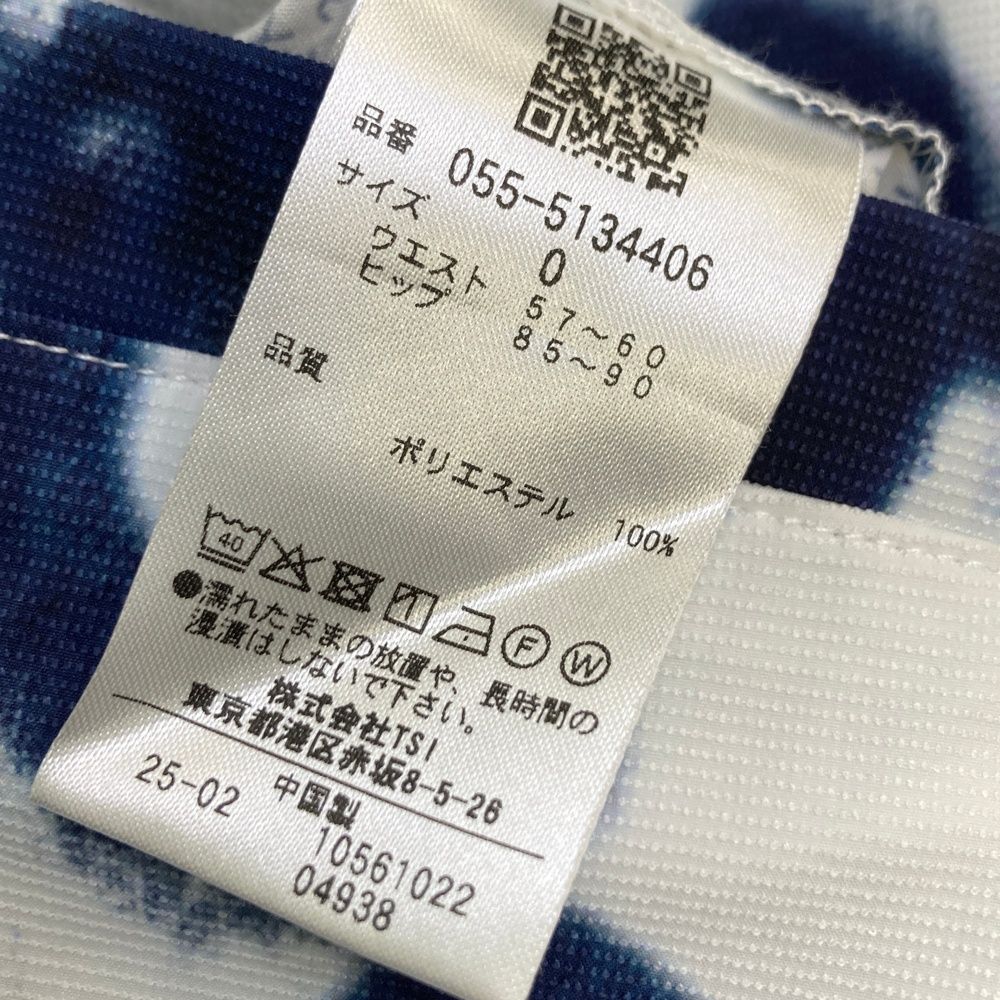 品番 055-5134406
サイズ 0
ウエスト 57～60
ヒップ 85～90
品質
ポリエステル 100%
40 F W
●濡れたままの放置や、長時間の
浸漬はしないで下さい。
株式会社TSI
東京都港区赤坂8-5-26
25-02 中国製
10561022
04938